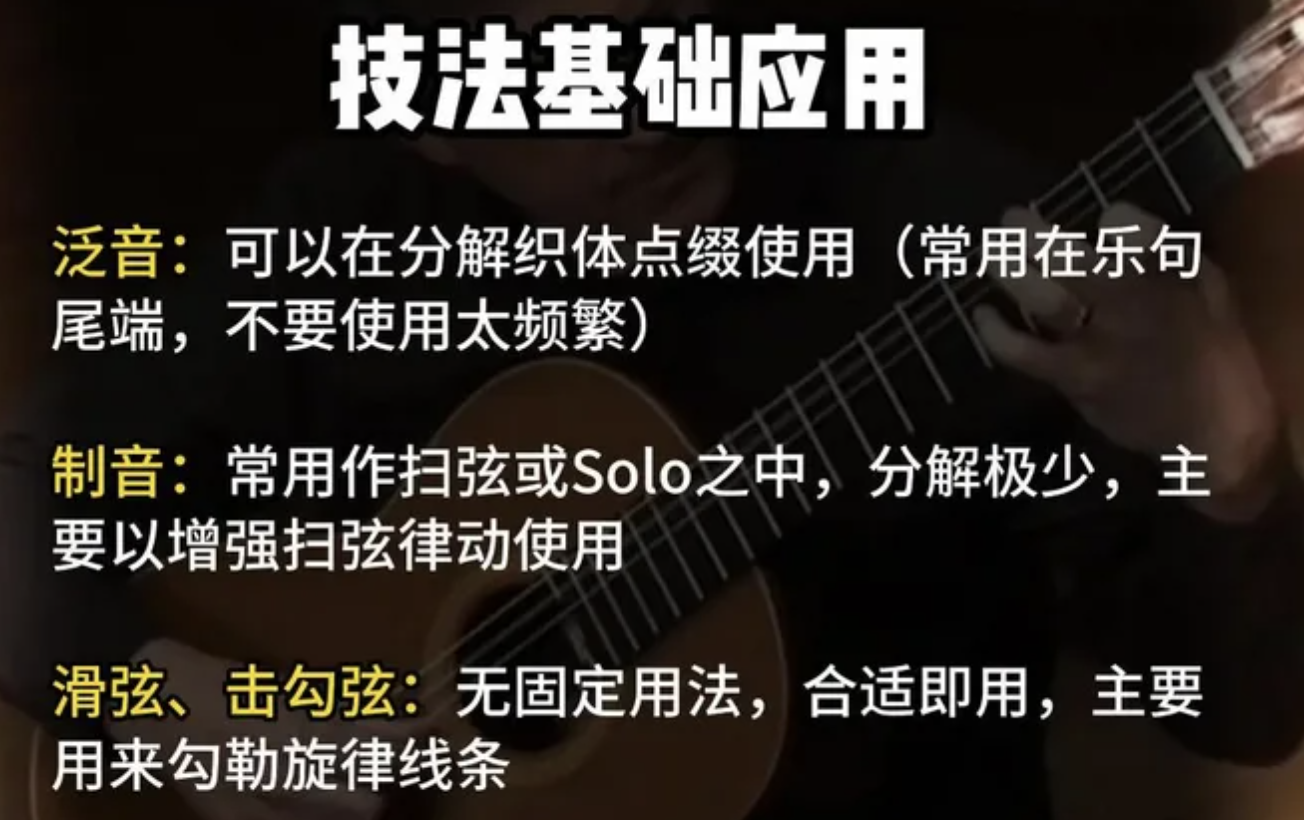 技法基础应用
泛音：可以在分解织体点缀使用（常用在乐句
尾端，不要使用太频繁）
制音：常用作扫弦或Solo之中，分解极少，主
要以增强扫弦律动使用
滑弦、击勾弦：无固定用法，合适即用，主要
用来勾勒旋律线条